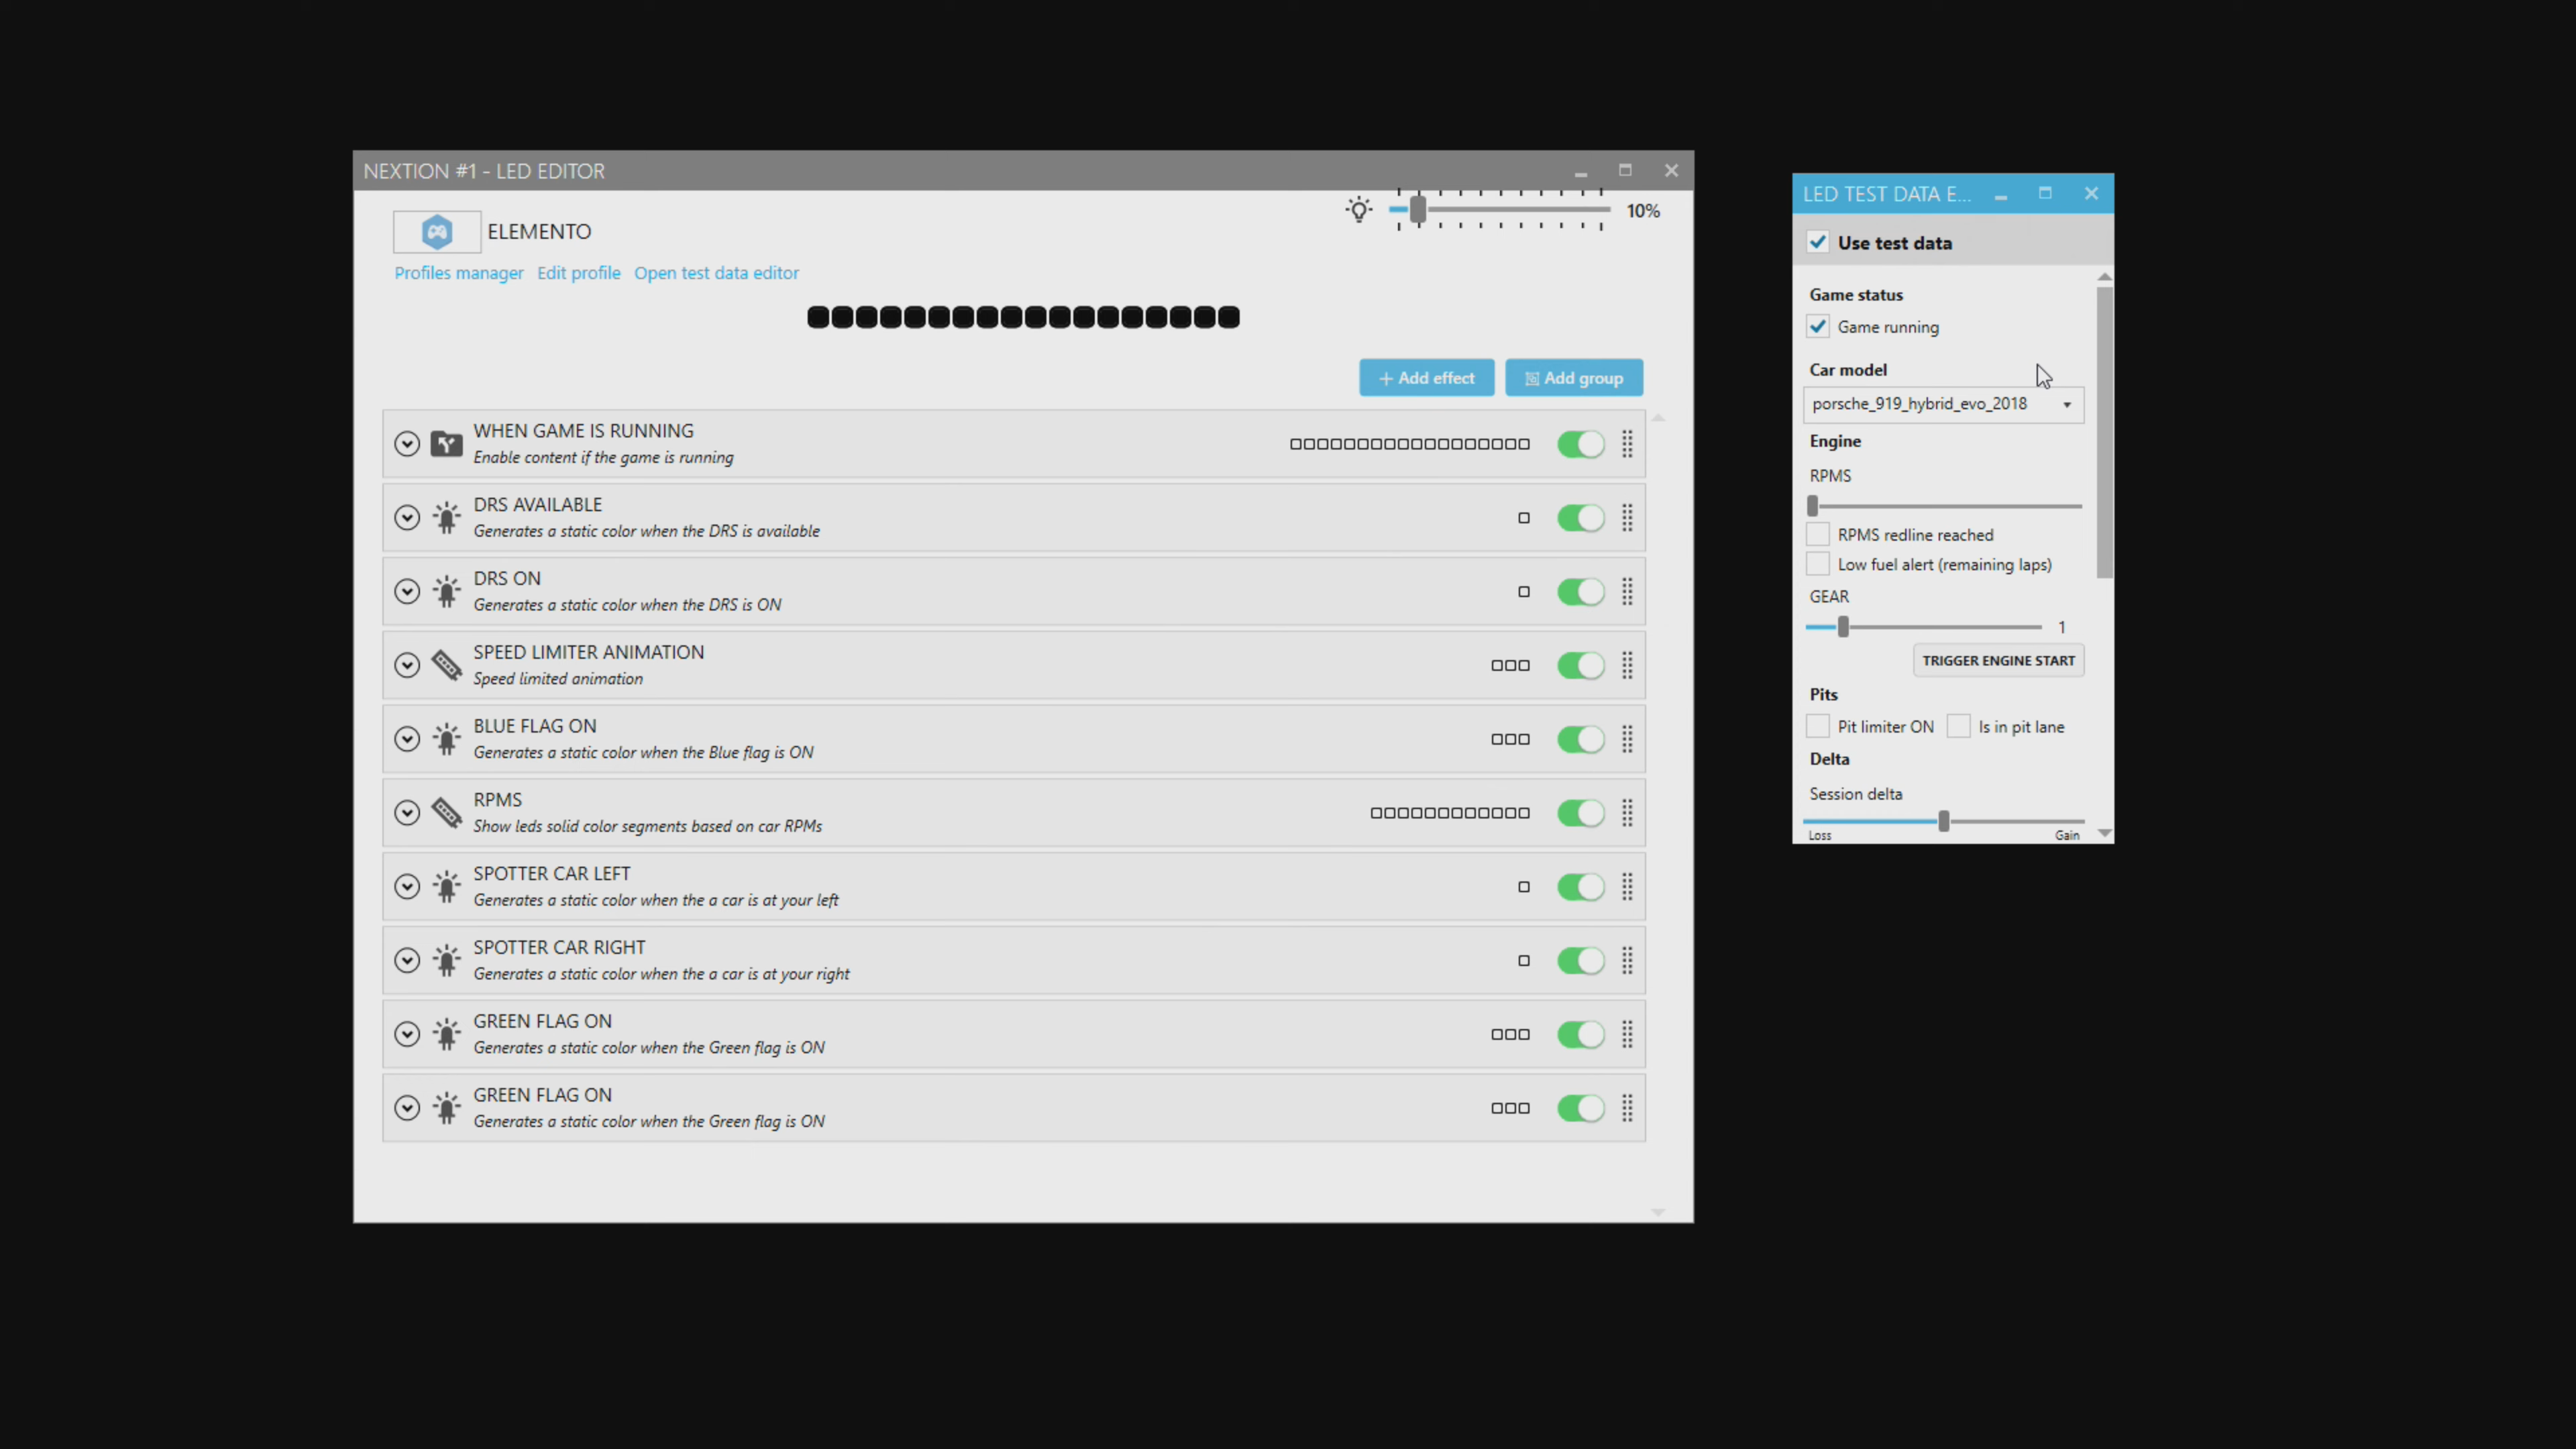 NEXTION #1 - LED EDITOR
10%
ELEMENTO
Profiles manager Edit profile Open test data editor
+ Add effect Add group
WHEN GAME IS RUNNING
Enable content if the game is running
DRS AVAILABLE
Generates a static color when the DRS is available
DRS ON
Generates a static color when the DRS is ON
SPEED LIMITER ANIMATION
Speed limited animation
BLUE FLAG ON
Generates a static color when the Blue flag is ON
RPMS
Show leds solid color segments based on car RPMs
SPOTTER CAR LEFT
Generates a static color when the a car is at your left
SPOTTER CAR RIGHT
Generates a static color when the a car is at your right
GREEN FLAG ON
Generates a static color when the Green flag is ON
GREEN FLAG ON
Generates a static color when the Green flag is ON
LED TEST DATA E...
Use test data
Game status
Game running
Car model
porsche_919_hybrid_evo_2018
Engine
RPMS
RPMS redline reached
Low fuel alert (remaining laps)
GEAR
1
TRIGGER ENGINE START
Pits
Pit limiter ON Is in pit lane
Delta
Session delta
Loss Gain